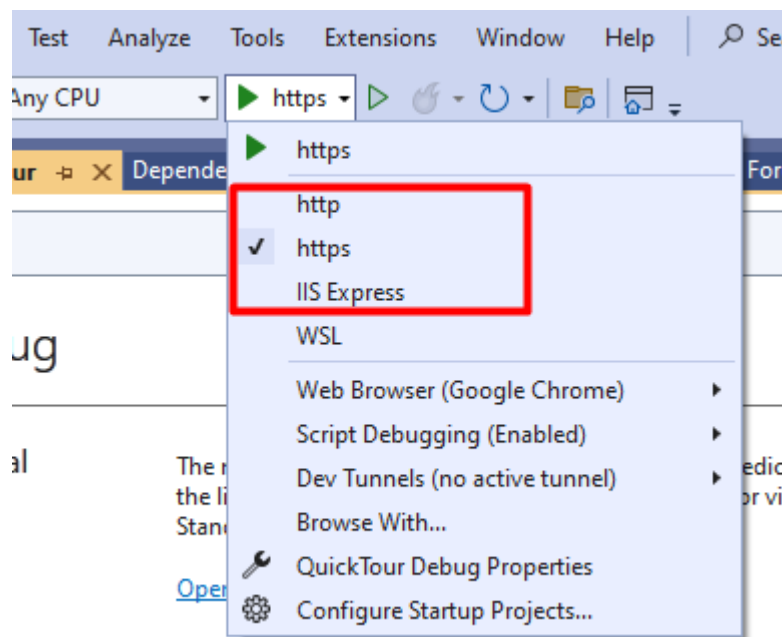 Test Analyze Tools Extensions Window Help Se
Any CPU https
ur Depende For
https
http
https
IIS Express
WSL
ug
Web Browser (Google Chrome)
al Script Debugging (Enabled)
The r Dev Tunnels (no active tunnel) edic
the li or vi
Browse With...
Stan
QuickTour Debug Properties
Open
Configure Startup Projects...